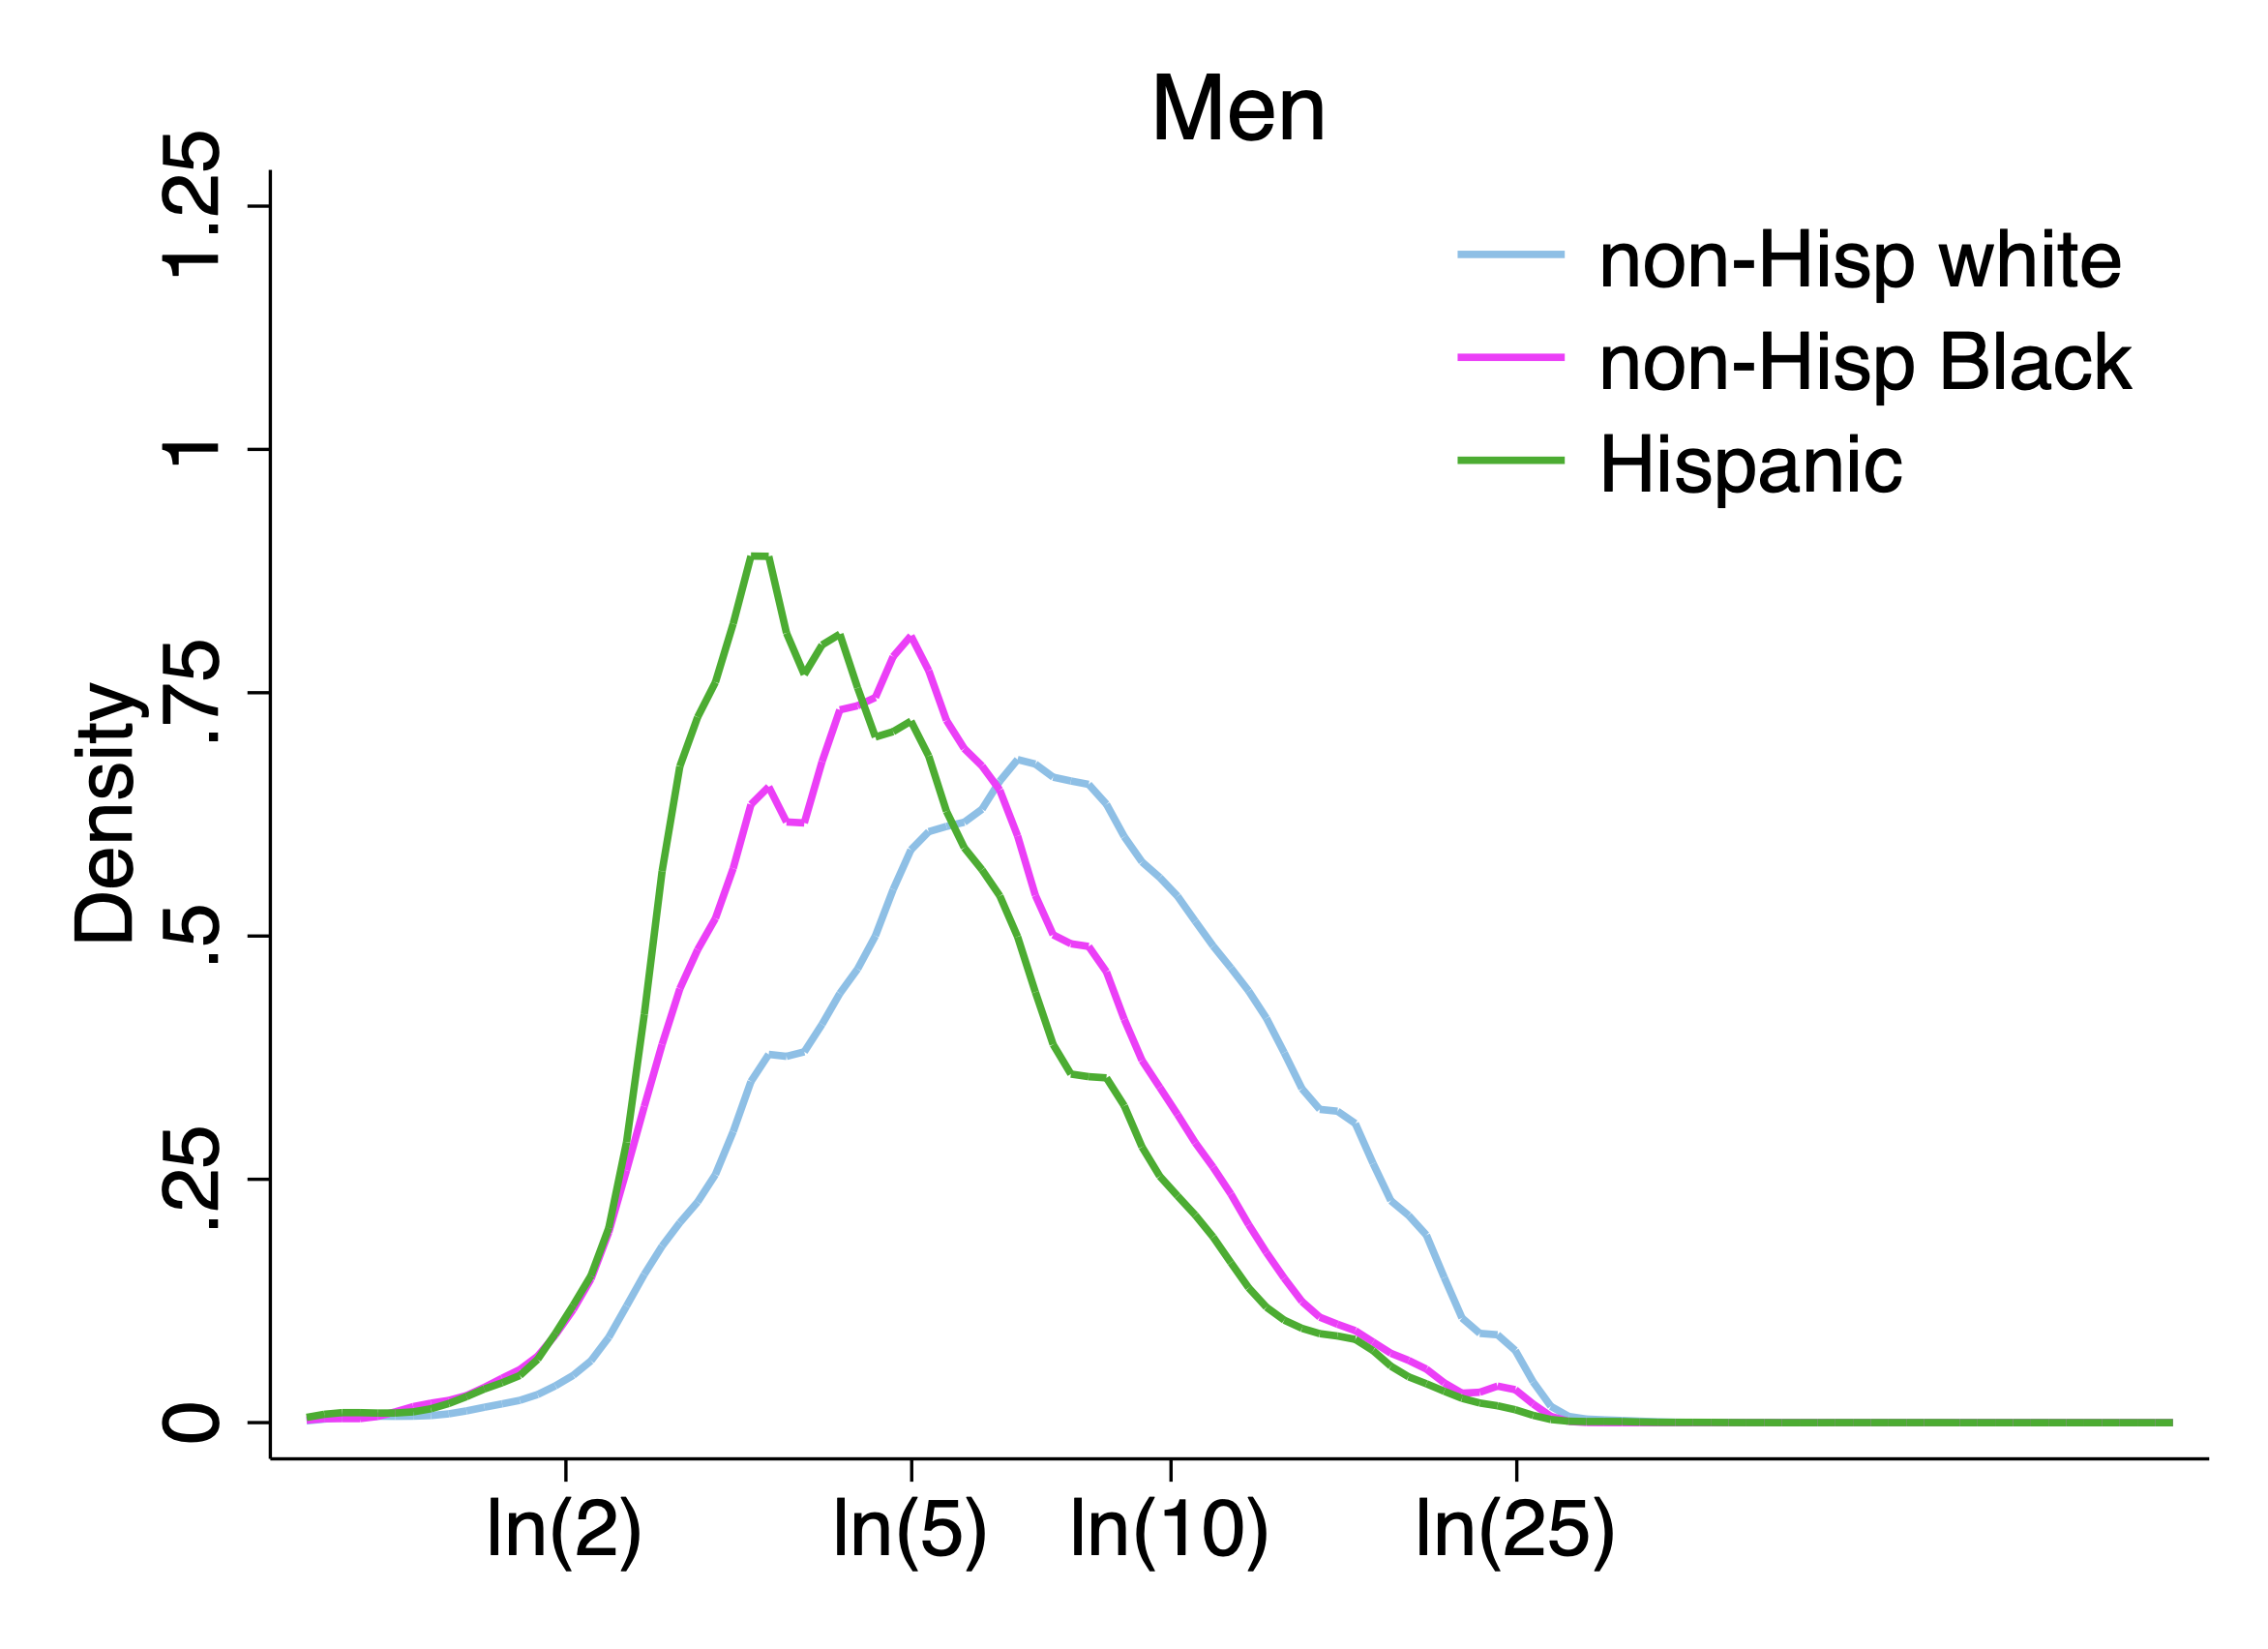 Men
1.25
1
.75
.5
.25
0
Density
non-Hisp white
non-Hisp Black
Hispanic
ln(2) ln(5) ln(10) ln(25)